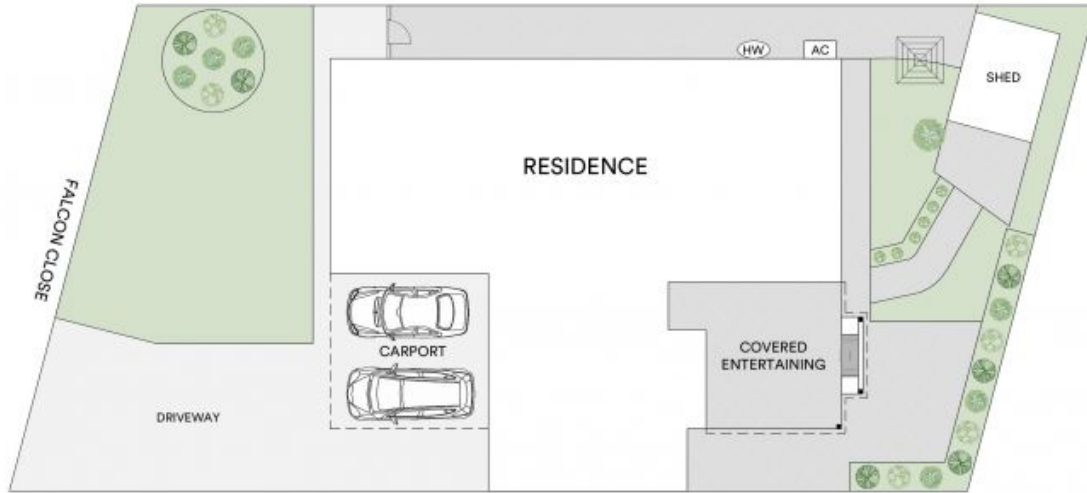 HW
AC
SHED
RESIDENCE
FALCON CLOSE
CARPORT
COVERED
ENTERTAINING
DRIVEWAY